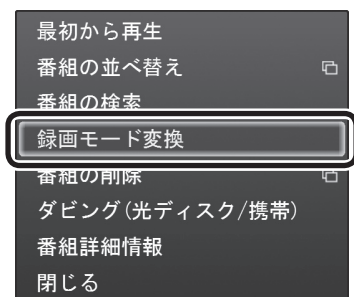 最初から再生
番組の並べ替え
番組の検索
録画モード変換
番組の削除
ダビング(光ディスク/携帯)
番組詳細情報
閉じる